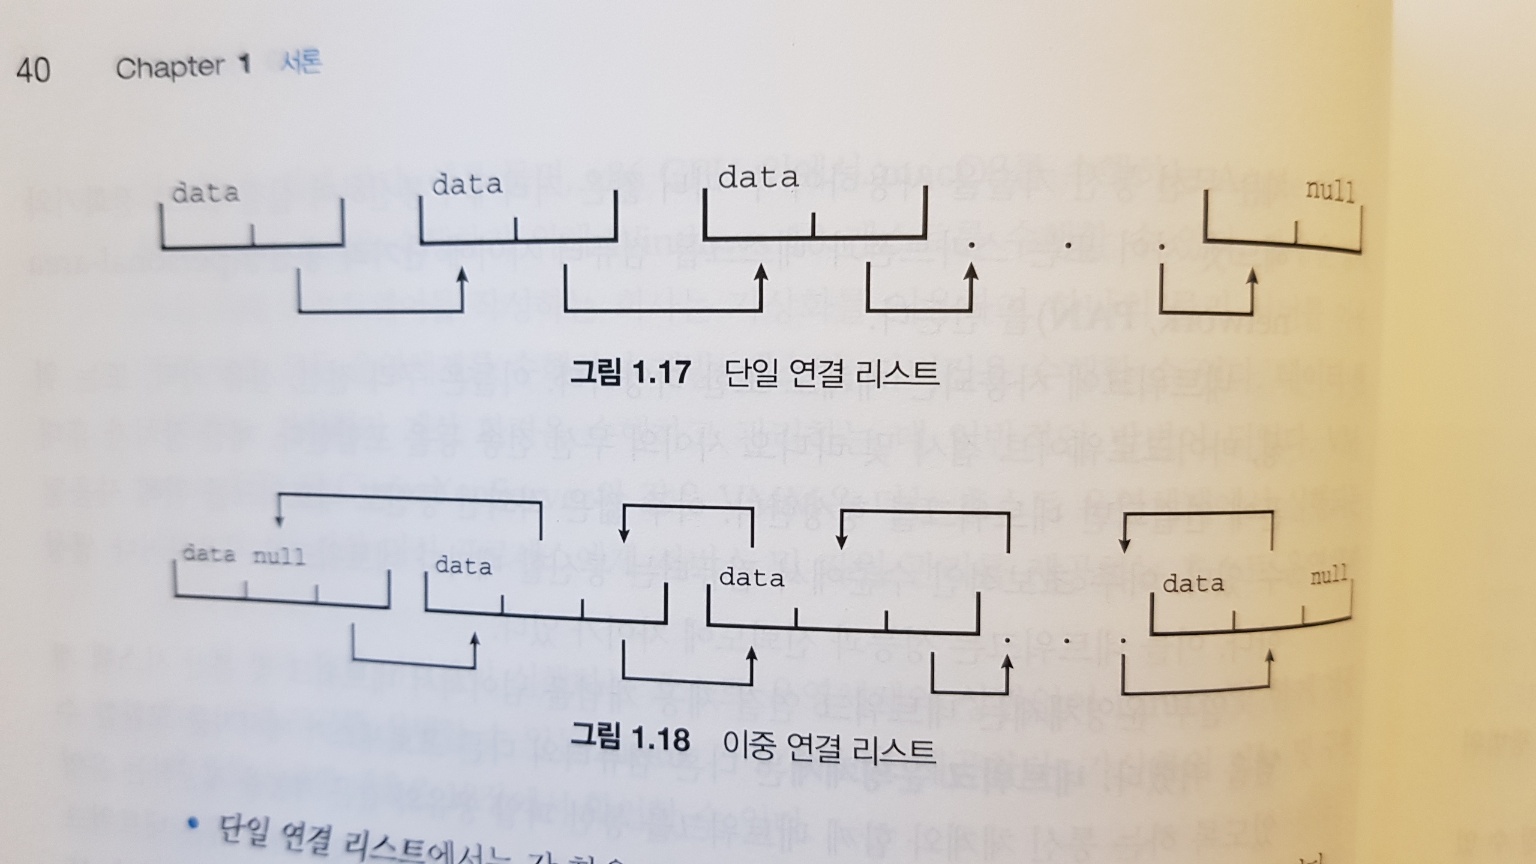 40 Chapter 1 서론
data data data null
그림 1.17 단일 연결 리스트
data null data data data null
그림 1.18 이중 연결 리스트
• 단일 연결 리스트에서는 각